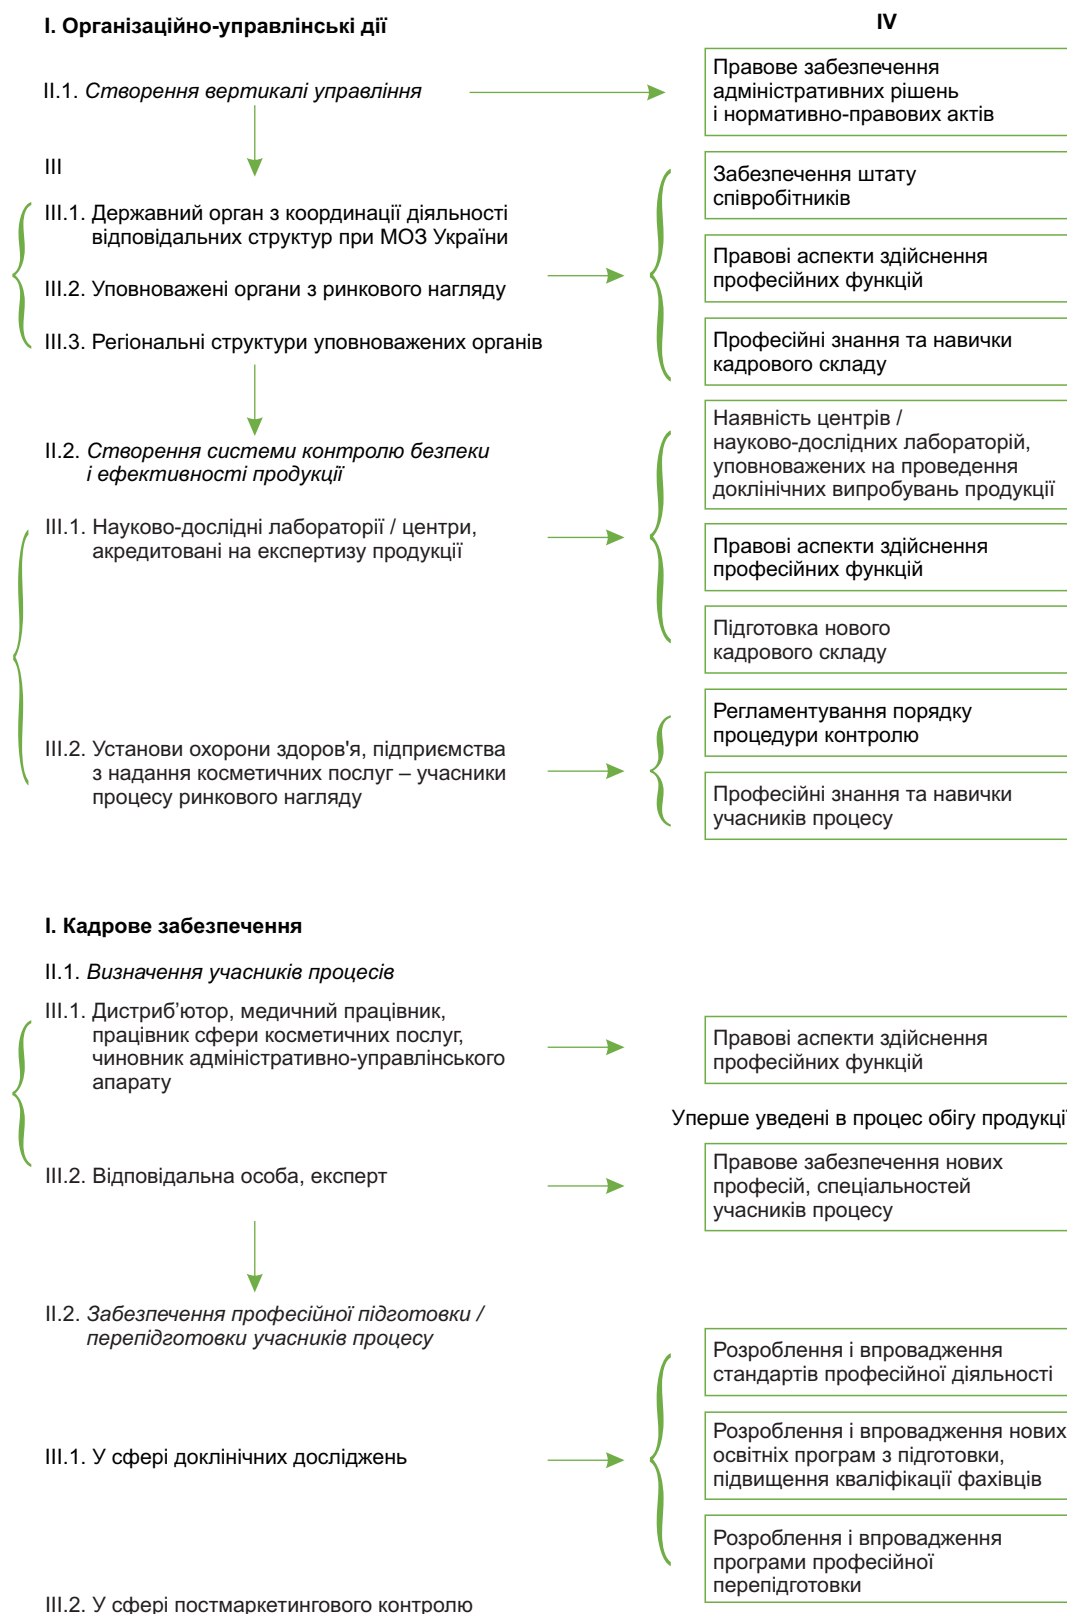 I. Організаційно-управлінські дії
IV
II.1. Створення вертикалі управління
Правове забезпечення
адміністративних рішень
і нормативно-правових актів
III
III.1. Державний орган з координації діяльності
відповідальних структур при МОЗ України
III.2. Уповноважені органи з ринкового нагляду
III.3. Регіональні структури уповноважених органів
Забезпечення штату
співробітників
Правові аспекти здійснення
професійних функцій
Професійні знання та навички
кадрового складу
II.2. Створення системи контролю безпеки
і ефективності продукції
III.1. Науково-дослідні лабораторії / центри,
акредитовані на експертизу продукції
Наявність центрів /
науково-дослідних лабораторій,
уповноважених на проведення
доклінічних випробувань продукції
Правові аспекти здійснення
професійних функцій
Підготовка нового
кадрового складу
III.2. Установи охорони здоров'я, підприємства
з надання косметичних послуг – учасники
процесу ринкового нагляду
Регламентування порядку
процедури контролю
Професійні знання та навички
учасників процесу
I. Кадрове забезпечення
II.1. Визначення учасників процесів
III.1. Дистриб’ютор, медичний працівник,
працівник сфери косметичних послуг,
чиновник адміністративно-управлінського
апарату
Правові аспекти здійснення
професійних функцій
Уперше уведені в процес обігу продукції
III.2. Відповідальна особа, експерт
Правове забезпечення нових
професій, спеціальностей
учасників процесу
II.2. Забезпечення професійної підготовки /
перепідготовки учасників процесу
III.1. У сфері доклінічних досліджень
Розроблення і впровадження
стандартів професійної діяльності
Розроблення і впровадження нових
освітніх програм з підготовки,
підвищення кваліфікації фахівців
Розроблення і впровадження
програми професійної
перепідготовки
III.2. У сфері постмаркетингового контролю